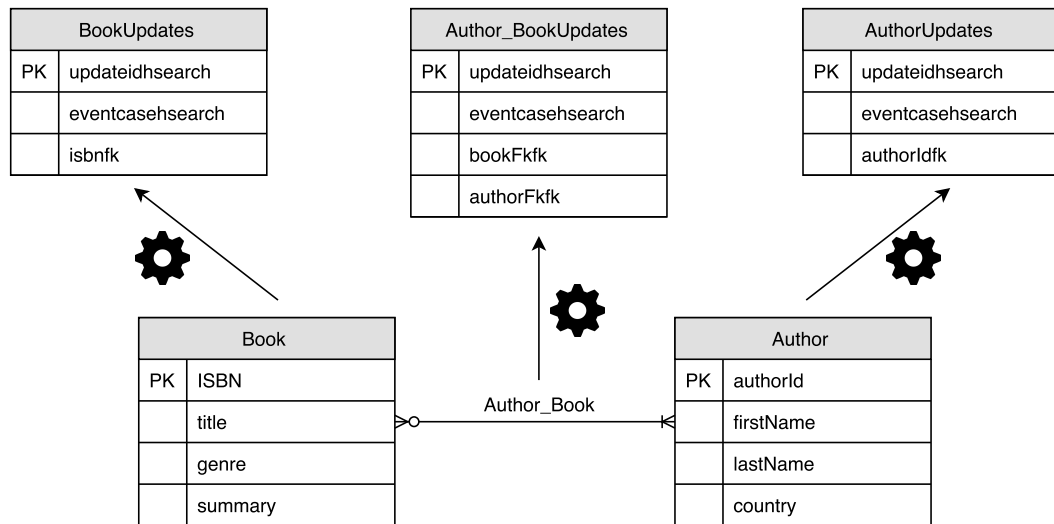 BookUpdates
PK updateidhsearch
eventcasehsearch
isbnfk
Author_BookUpdates
PK updateidhsearch
eventcasehsearch
bookFkfk
authorFkfk
AuthorUpdates
PK updateidhsearch
eventcasehsearch
authorIdfk
Book
PK ISBN
title
genre
summary
Author_Book
Author
PK authorId
firstName
lastName
country